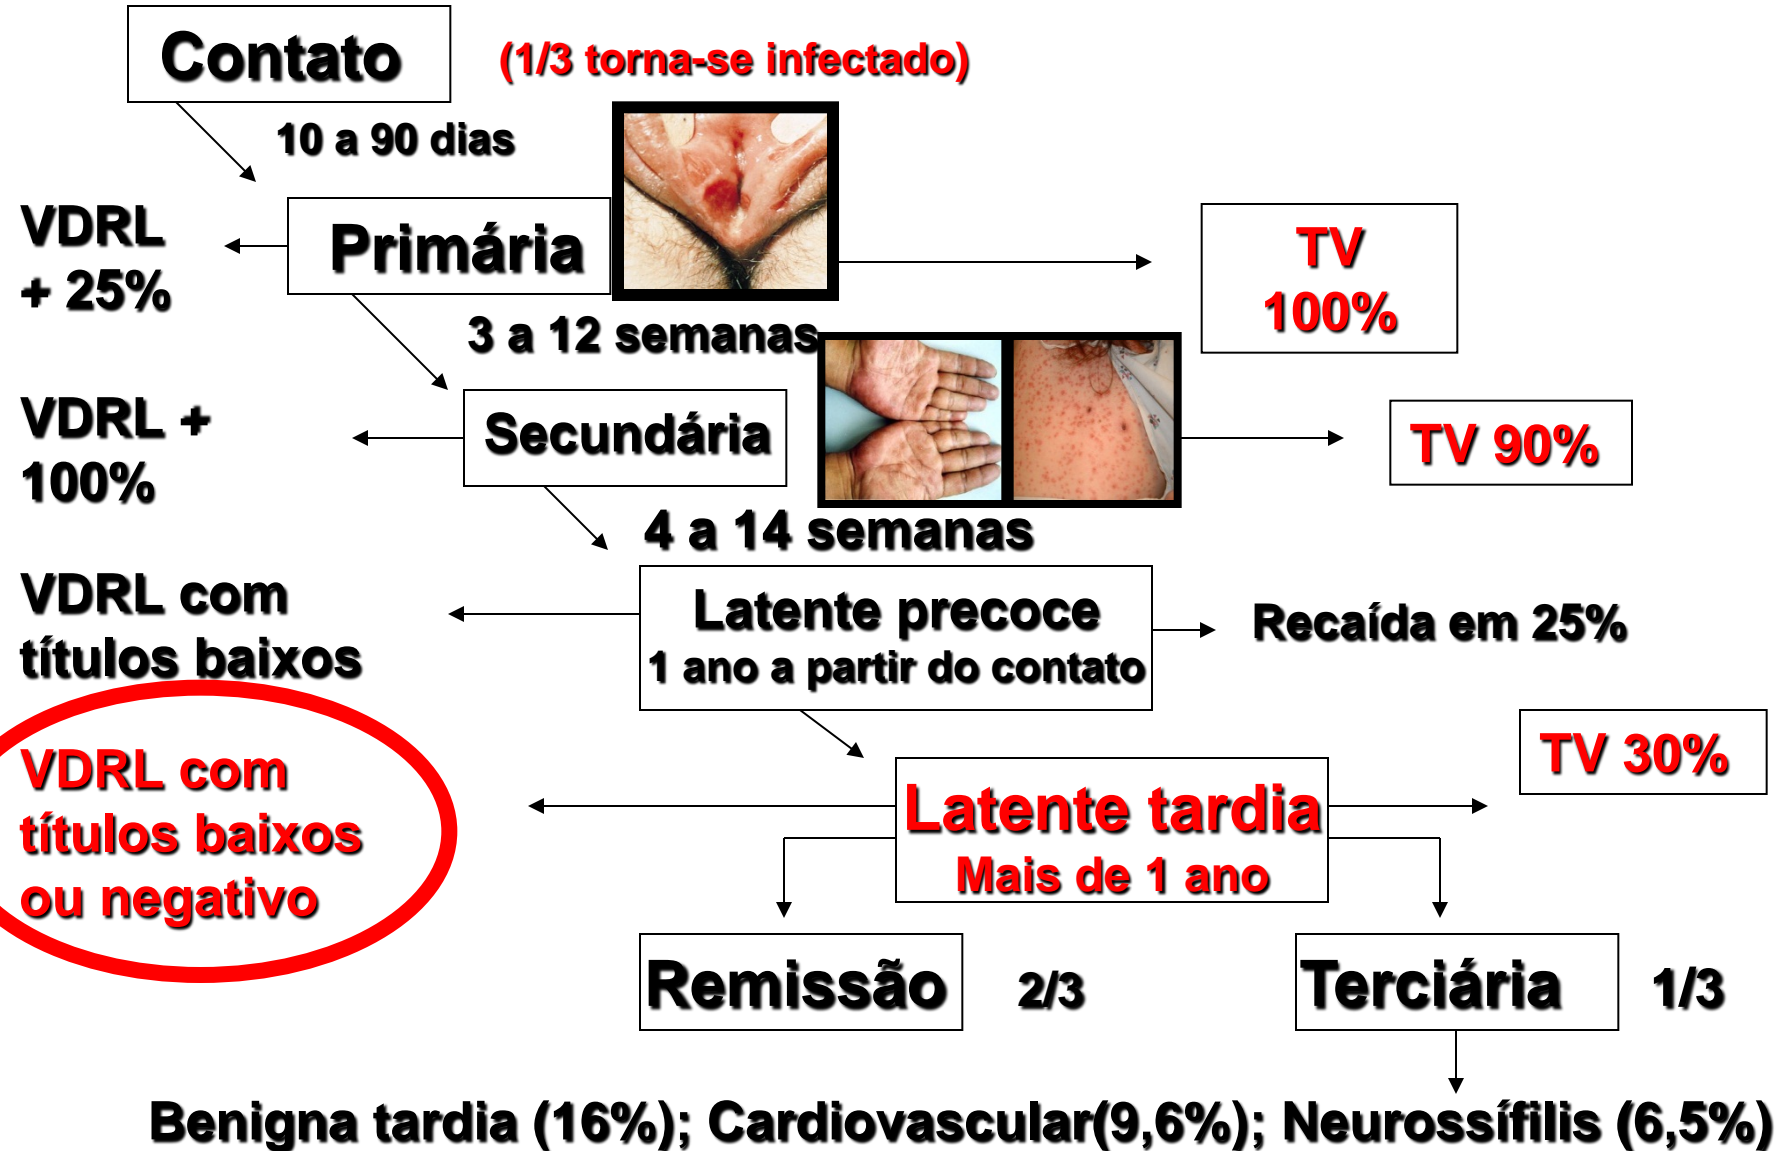 Contato
(1/3 torna-se infectado)
10 a 90 dias
VDRL
+ 25%
Primária
TV
100%
3 a 12 semanas
VDRL +
100%
Secundária
TV 90%
4 a 14 semanas
VDRL com
títulos baixos
Latente precoce
1 ano a partir do contato
Recaída em 25%
VDRL com
títulos baixos
ou negativo
Latente tardia
Mais de 1 ano
TV 30%
Remissão
2/3
Terciária
1/3
Benigna tardia (16%); Cardiovascular(9,6%); Neurossífilis (6,5%)